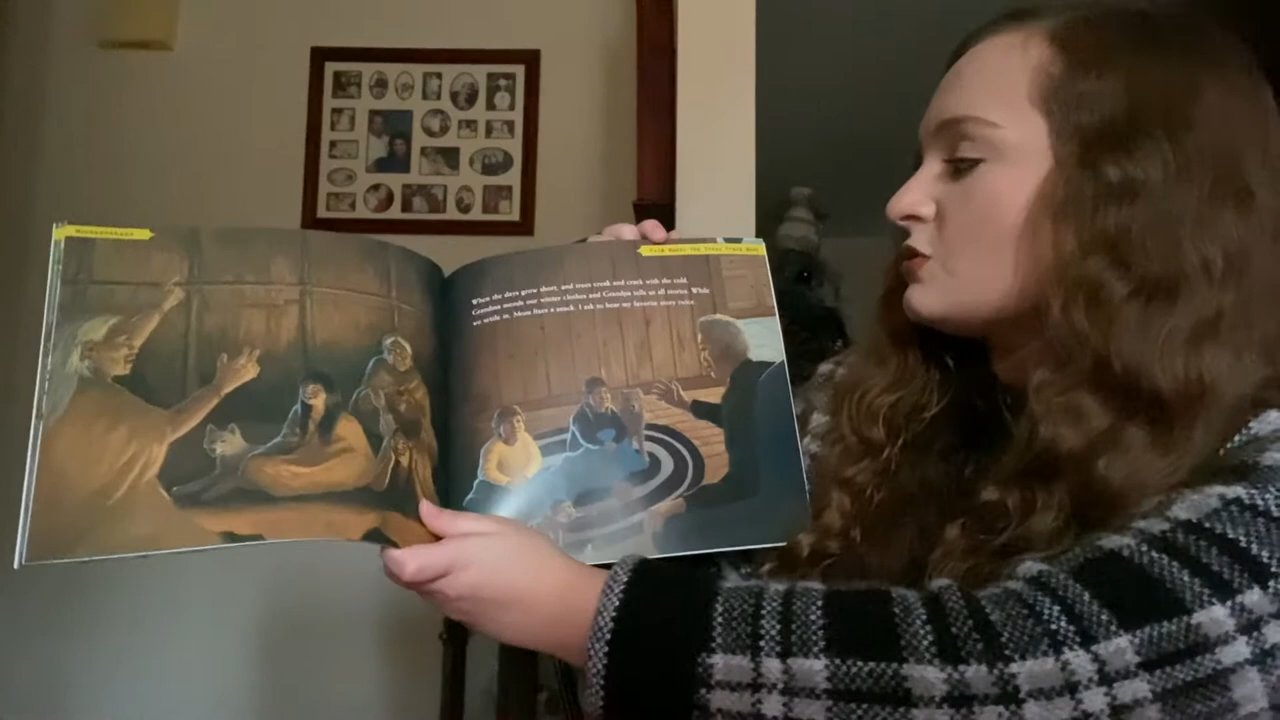 When the days grow short, and trees creak and crack with the cold,
Grandma mends our winter clothes and Grandpa tells us all stories. While
we settle in, Mom fixes a snack. I ask to hear my favorite story twice.